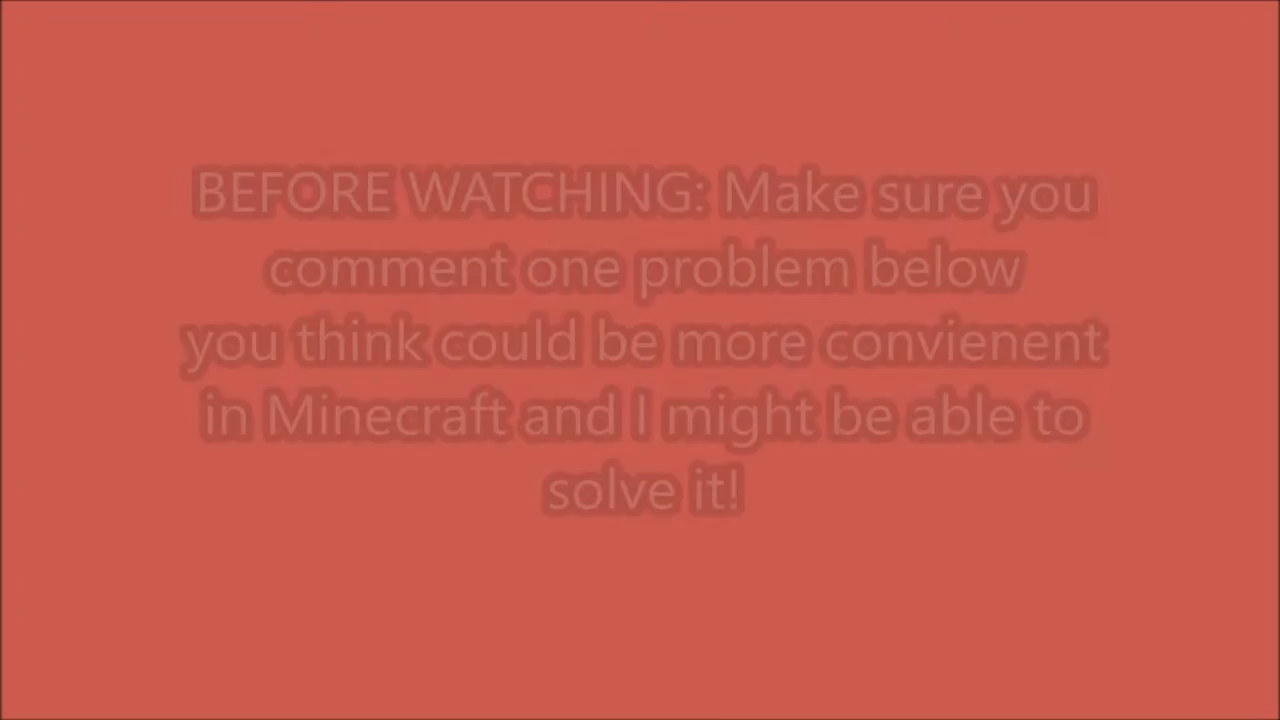 BEFORE WATCHING: Make sure you
comment one problem below
you think could be more convienent
in Minecraft and I might be able to
solve it!